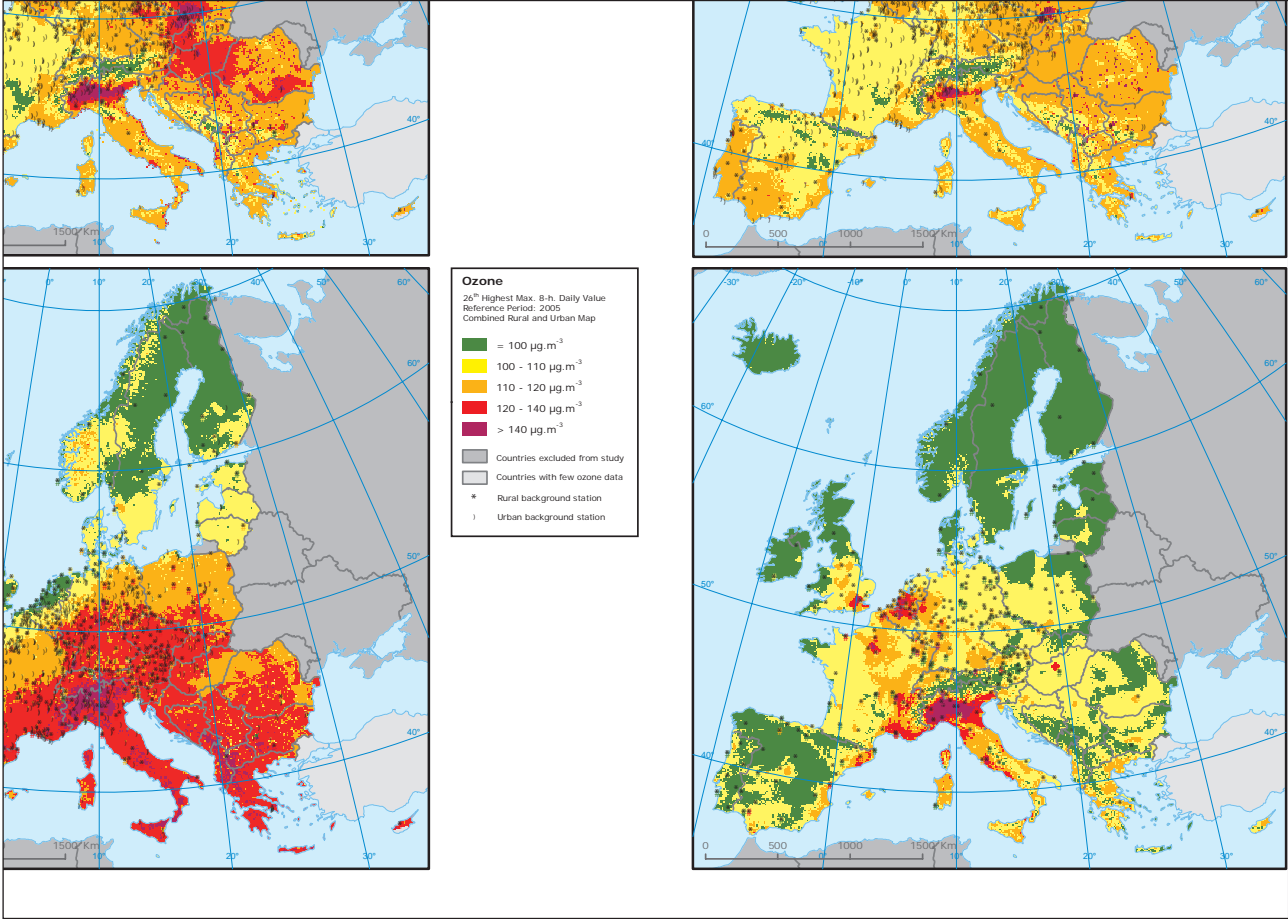 40°
1500 Km
10°
20°
30°
40°
40°
0
500
1000
1500 Km
0°
10°
20°
30°
0°
10°
20°
30°
50°
60°
60°
50°
40°
1500 Km
10°
20°
30°
Ozone
26th Highest Max. 8-h. Daily Value
Reference Period: 2005
Combined Rural and Urban Map
= 100 µg.m-3
100 - 110 µg.m-3
110 - 120 µg.m-3
120 - 140 µg.m-3
> 140 µg.m-3
Countries excluded from study
Countries with few ozone data
* Rural background station
) Urban background station
-30°
-20°
-10°
0°
10°
20°
30°
40°
50°
60°
60°
60°
50°
50°
40°
40°
0
500
1000
1500 Km
0°
10°
20°
30°